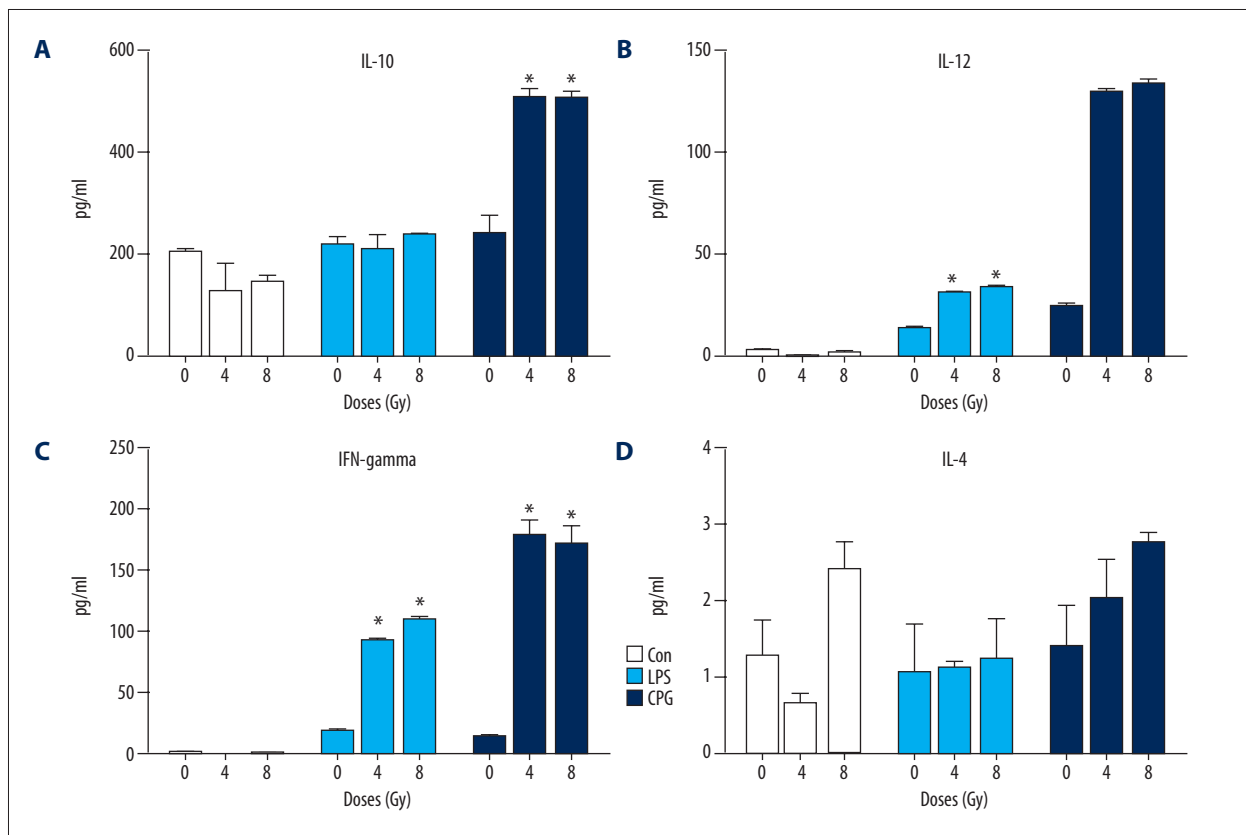 A
IL-10
600
400
200
0
pg/ml
* *
0 4 8 0 4 8 0 4 8
Doses (Gy)
B
IL-12
150
100
50
0
pg/ml
* *
0 4 8 0 4 8 0 4 8
Doses (Gy)
C
IFN-gamma
250
200
150
100
50
0
pg/ml
* * * *
0 4 8 0 4 8 0 4 8
Doses (Gy)
Con
LPS
CPG
D
IL-4
4
3
2
1
0
pg/ml
0 4 8 0 4 8 0 4 8
Doses (Gy)